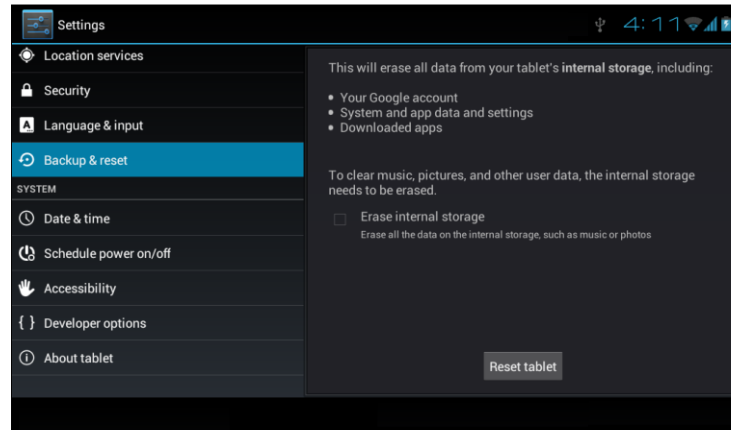 Settings
4:11
Location services
Security
Language & input
Backup & reset
SYSTEM
Date & time
Schedule power on/off
Accessibility
{ } Developer options
About tablet
This will erase all data from your tablet's internal storage, including:
• Your Google account
• System and app data and settings
• Downloaded apps
To clear music, pictures, and other user data, the internal storage
needs to be erased.
Erase internal storage
Erase all the data on the internal storage, such as music or photos
Reset tablet